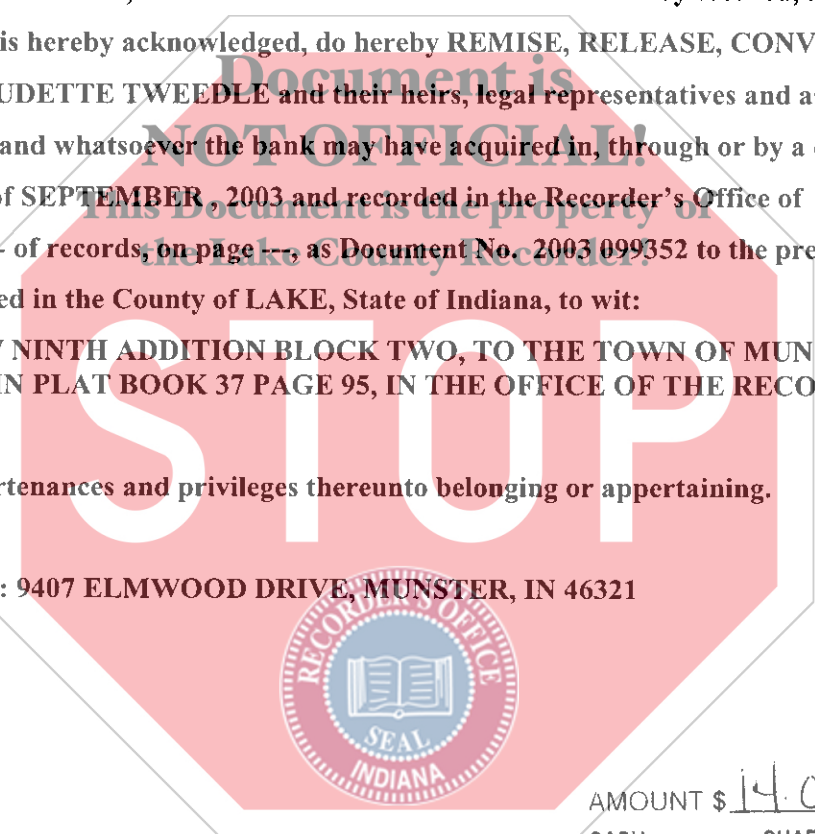 is hereby acknowledged, do hereby REMISE, RELEASE, CONV
Document is
UDETTE TWEEDLE and their heirs, legal representatives and a
NOT OFFICIAL!
and whatsoever the bank may have acquired in, through or by a
of SEPTEMBER , 2003 and recorded in the Recorder's Office of
This Document is the property of
- of records, on page ---, as Document No. 2003 099352 to the pre
the Lake County Recorder!
ed in the County of LAKE, State of Indiana, to wit:
NINTH ADDITION BLOCK TWO, TO THE TOWN OF MUN
IN PLAT BOOK 37 PAGE 95, IN THE OFFICE OF THE RECO
STOP
rtenances and privileges thereunto belonging or appertaining.
: 9407 ELMWOOD DRIVE, MUNSTER, IN 46321
RECORDER'S OFFICE
SEAL
INDIANA
AMOUNT $ 14.0